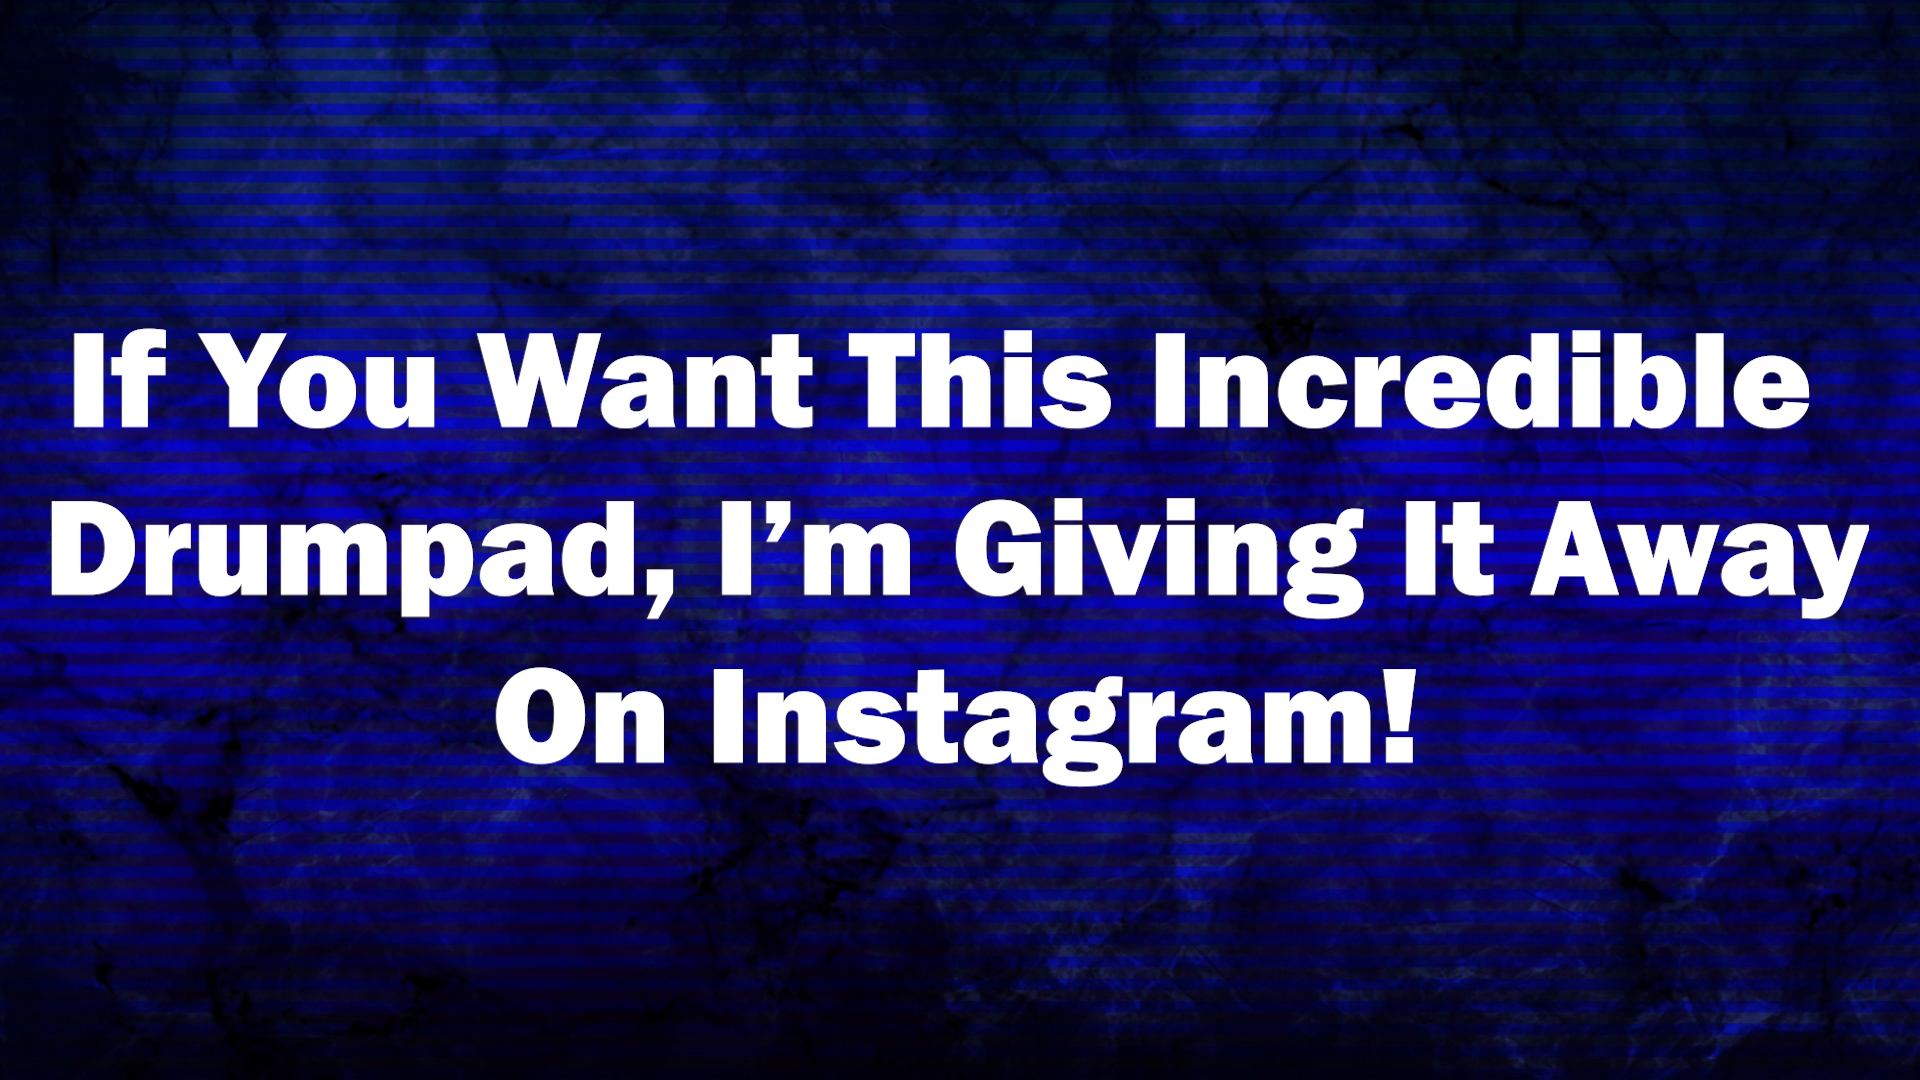 If You Want This Incredible
Drumpad, I’m Giving It Away
On Instagram!